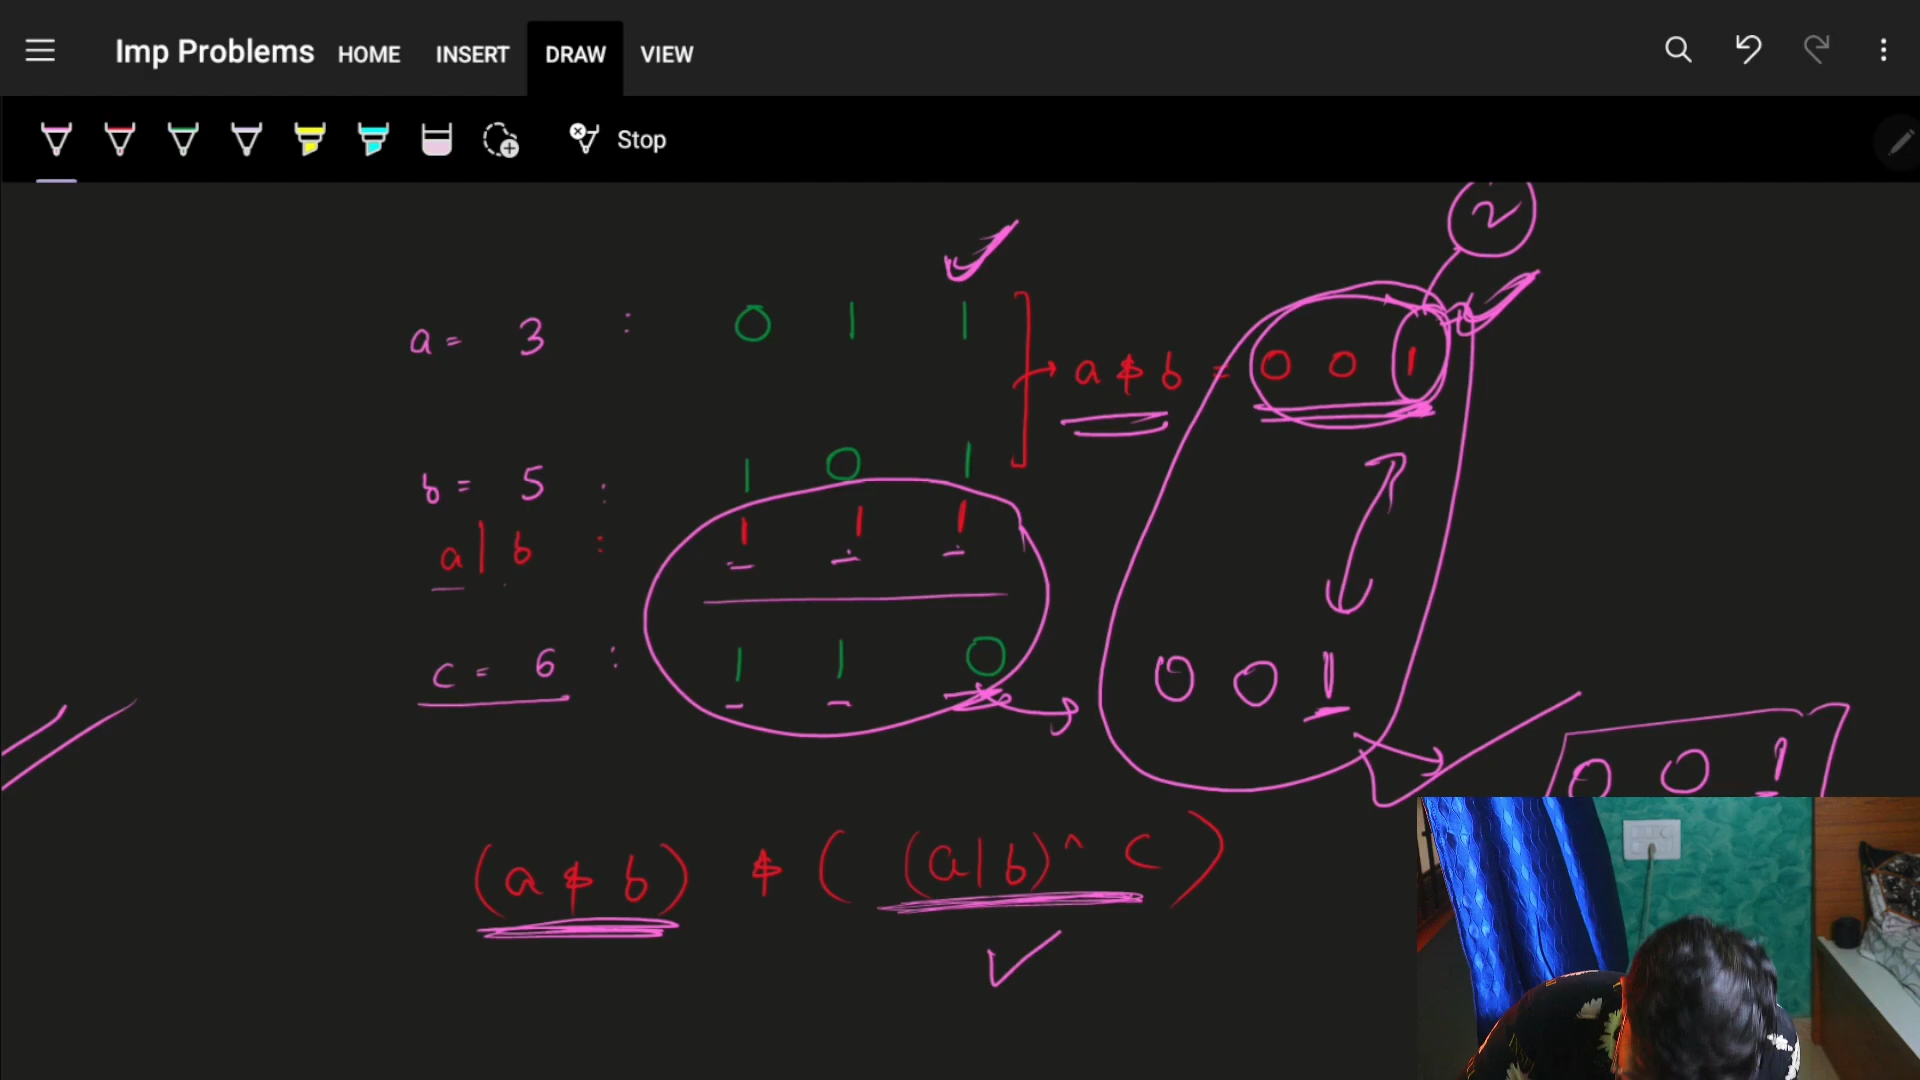 Imp Problems HOME INSERT DRAW VIEW
Stop
2
a = 3 : 0 1 1
a & b = 0 0 1
b = 5 : 1 0 1
a | b : 1 1 1
c = 6 : 1 1 0
0 0 1
0 0 1
(a & b) & ( (a | b) ^ c )